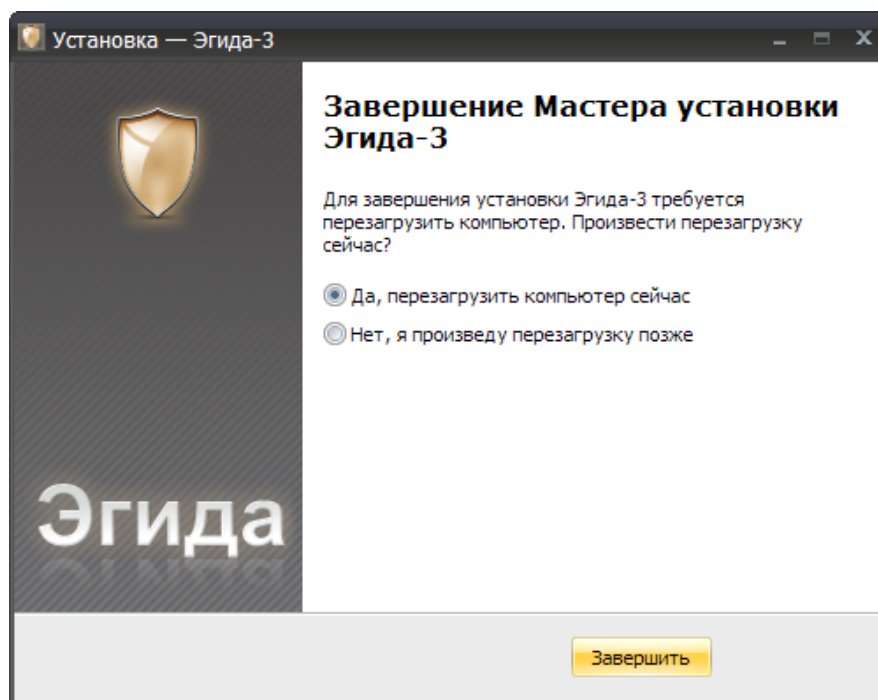 Установка — Эгида-3
Завершение Мастера установки
Эгида-3
Для завершения установки Эгида-3 требуется
перезагрузить компьютер. Произвести перезагрузку
сейчас?
Да, перезагрузить компьютер сейчас
Нет, я произведу перезагрузку позже
Эгида
Завершить